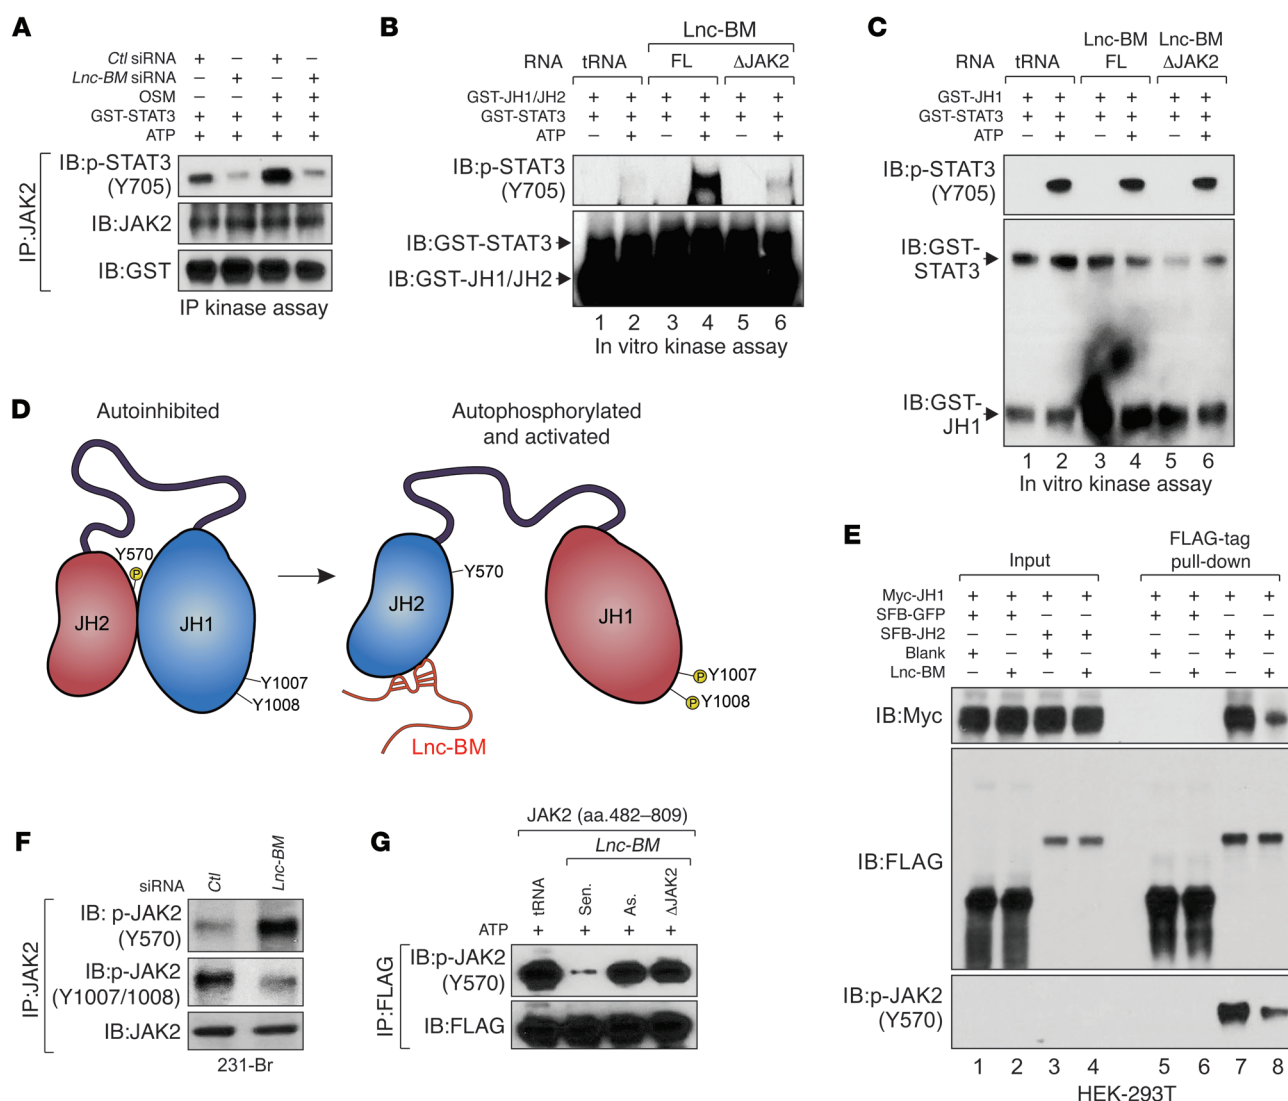 A
Ctl siRNA + – + –
Lnc-BM siRNA – + – +
OSM – – + +
GST-STAT3 + + + +
ATP + + + +
IP:JAK2
IB:p-STAT3
(Y705)
IB:JAK2
IB:GST
IP kinase assay
B
Lnc-BM
RNA tRNA FL ΔJAK2
GST-JH1/JH2 + + + + + +
GST-STAT3 + + + + + +
ATP – + – + – +
IB:p-STAT3
(Y705)
IB:GST-STAT3
IB:GST-JH1/JH2
1 2 3 4 5 6
In vitro kinase assay
C
Lnc-BM Lnc-BM
RNA tRNA FL ΔJAK2
GST-JH1 + + + + + +
GST-STAT3 + + + + + +
ATP – + – + – +
IB:p-STAT3
(Y705)
IB:GST-
STAT3
IB:GST-
JH1
1 2 3 4 5 6
In vitro kinase assay
D
Autoinhibited
Autophosphorylated
and activated
Y570
P
JH2
JH1
Y1007
Y1008
Y570
JH2
JH1
P Y1007
P Y1008
Lnc-BM
E
Input
FLAG-tag
pull-down
Myc-JH1 + + + + + + + +
SFB-GFP + + – – + + – –
SFB-JH2 – – + + – – + +
Blank + – + – + – + –
Lnc-BM – + – + – + – +
IB:Myc
IB:FLAG
IB:p-JAK2
(Y570)
1 2 3 4 5 6 7 8
HEK-293T
F
siRNA Ctl Lnc-BM
IP:JAK2
IB: p-JAK2
(Y570)
IB:p-JAK2
(Y1007/1008)
IB:JAK2
231-Br
G
JAK2 (aa.482–809)
Lnc-BM
tRNA Sen. As. ΔJAK2
ATP + + + +
IP:FLAG
IB:p-JAK2
(Y570)
IB:FLAG